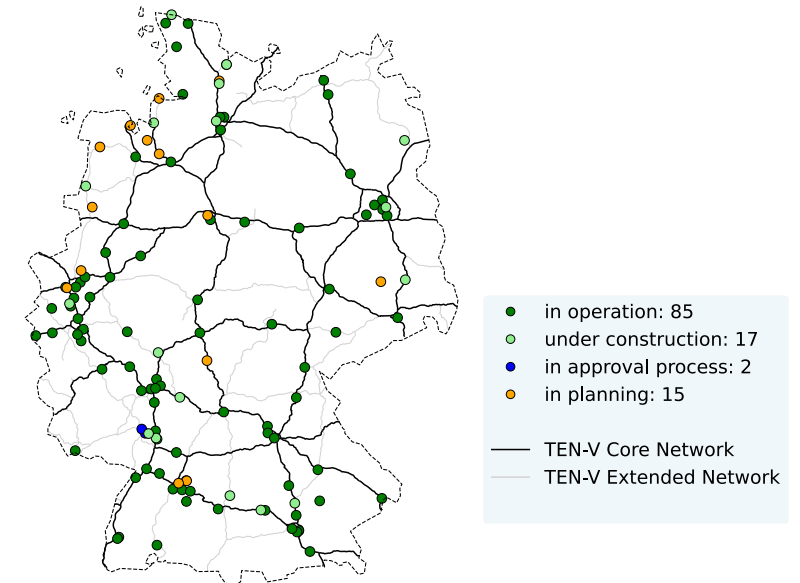 in operation: 85
under construction: 17
in approval process: 2
in planning: 15
TEN-V Core Network
TEN-V Extended Network